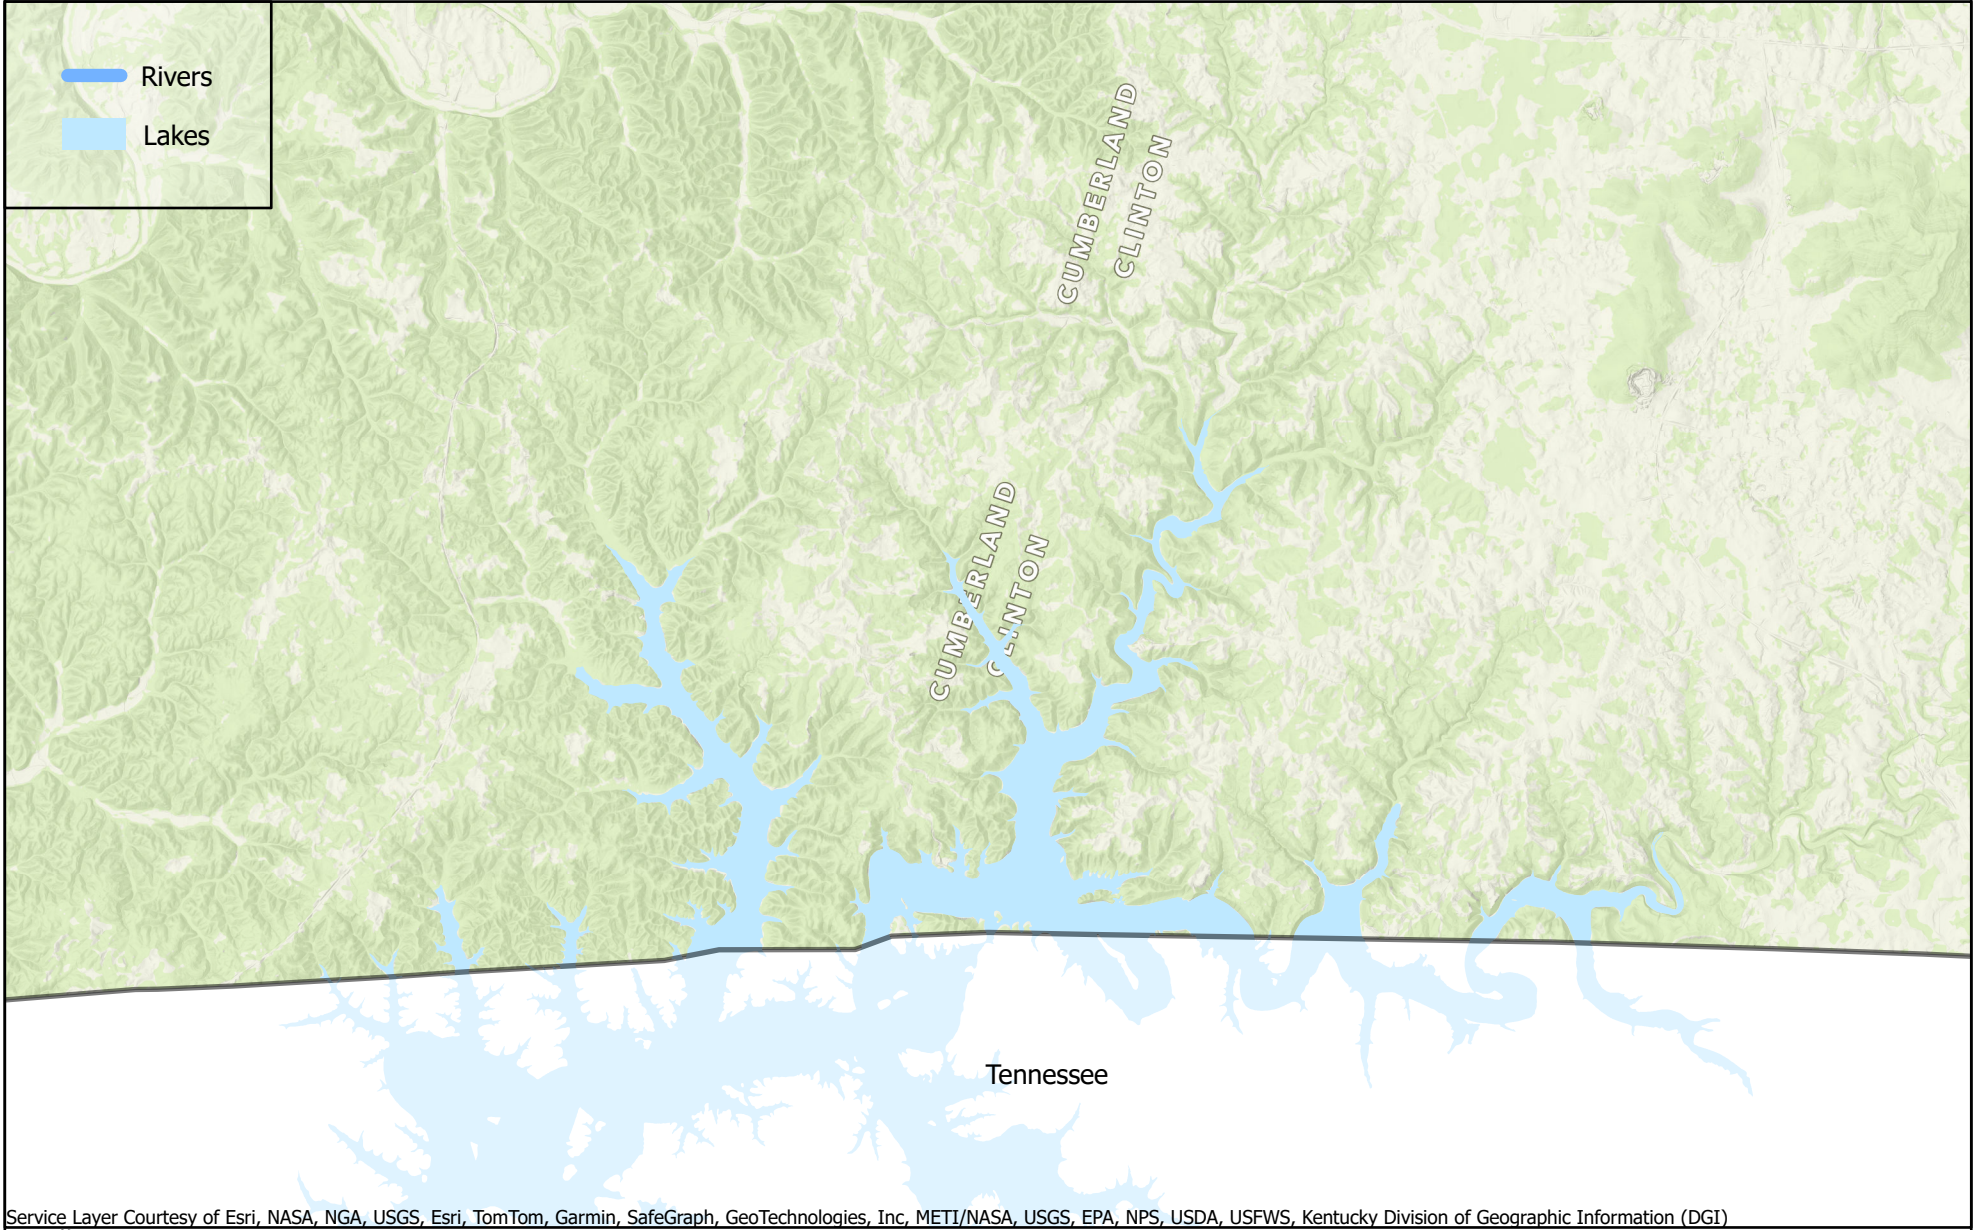 Rivers
Lakes
CUMBERLAND
CLINTON
CUMBERLAND
CLINTON
Tennessee
Service Layer Courtesy of Esri, NASA, NGA, USGS, Esri, TomTom, Garmin, SafeGraph, GeoTechnologies, Inc, METI/NASA, USGS, EPA, NPS, USDA, USFWS, Kentucky Division of Geographic Information (DGI)